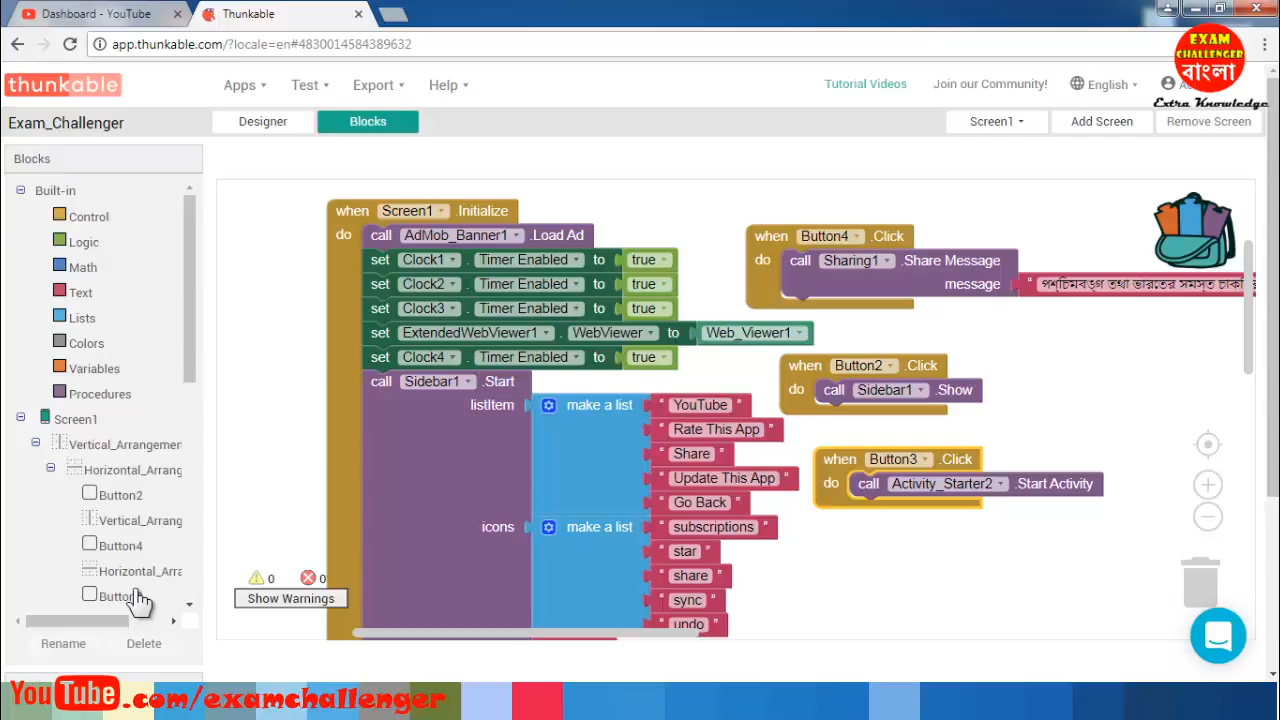 Dashboard - YouTube
Thunkable
app.thunkable.com/?locale=en#4830014584389632
EXAM
CHALLENGER
বাংলা
Extra Knowledge
thunkable
Apps
Test
Export
Help
Tutorial Videos
Join our Community!
English
Exam_Challenger
Designer
Blocks
Screen1
Add Screen
Remove Screen
Blocks
Built-in
Control
Logic
Math
Text
Lists
Colors
Variables
Procedures
Screen1
Vertical_Arrangemen
Horizontal_Arrang
Button2
Vertical_Arrang
Button4
Horizontal_Arra
Rename
Delete
when Screen1 .Initialize
do call AdMob_Banner1 .Load Ad
set Clock1 . Timer Enabled to true
set Clock2 . Timer Enabled to true
set Clock3 . Timer Enabled to true
set ExtendedWebViewer1 . WebViewer to Web_Viewer1
set Clock4 . Timer Enabled to true
call Sidebar1 .Start
listItem make a list " YouTube "
" Rate This App "
" Share "
" Update This App "
" Go Back "
icons make a list " subscriptions "
" star "
" share "
" sync "
" undo "
0 0
Show Warnings
when Button4 .Click
do call Sharing1 .Share Message
message " পশ্চিমবঙ্গ তথা ভারতের সমস্ত
when Button2 .Click
do call Sidebar1 .Show
when Button3 .Click
do call Activity_Starter2 .Start Activity
YouTube.com/examchallenger